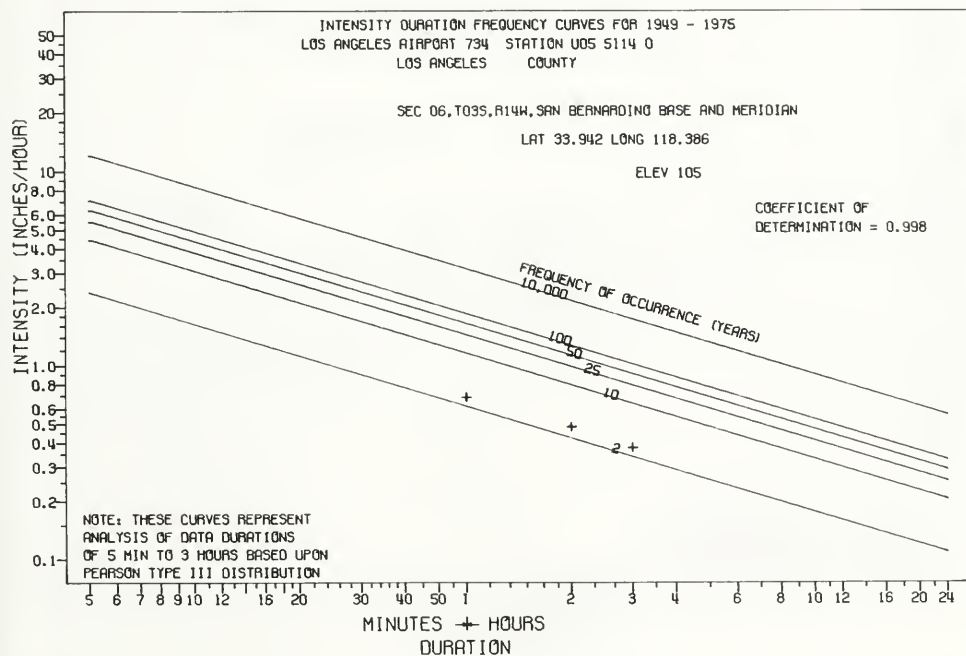 INTENSITY DURATION FREQUENCY CURVES FOR 1949 - 1975
LOS ANGELES AIRPORT 734 STATION U05 5114 0
LOS ANGELES COUNTY
SEC 06,T03S,R14W,SAN BERNARDINO BASE AND MERIDIAN
LAT 33.942 LONG 118.386
ELEV 105
COEFFICIENT OF
DETERMINATION = 0.998
INTENSITY (INCHES/HOUR)
50
40
30
20
10
8.0
6.0
5.0
4.0
3.0
2.0
1.0
0.8
0.6
0.5
0.4
0.3
0.2
0.1
FREQUENCY OF OCCURRENCE (YEARS)
10,000
100
50
25
10
2
NOTE: THESE CURVES REPRESENT
ANALYSIS OF DATA DURATIONS
OF 5 MIN TO 3 HOURS BASED UPON
PEARSON TYPE III DISTRIBUTION
5 6 7 8 9 10 12 16 20 30 40 50 1 2 3 4 6 8 10 12 16 20 24
MINUTES + HOURS
DURATION